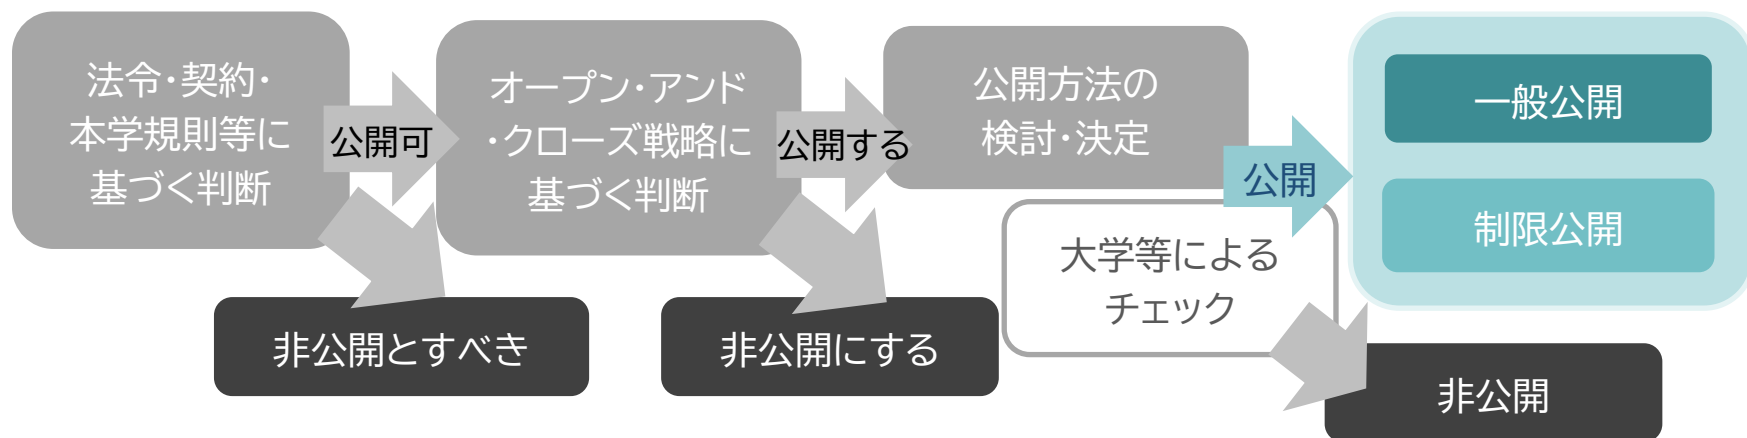 法令・契約・
本学規則等に
基づく判断
公開可
オープン・アンド
・クローズ戦略に
基づく判断
公開する
公開方法の
検討・決定
公開
一般公開
制限公開
大学等による
チェック
非公開とすべき
非公開にする
非公開